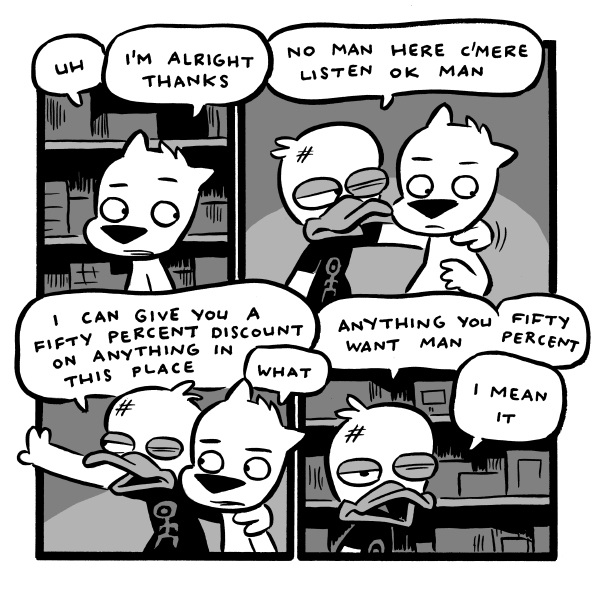 UH
I'M ALRIGHT
THANKS
NO MAN HERE C'MERE
LISTEN OK MAN
I CAN GIVE YOU A
FIFTY PERCENT DISCOUNT
ON ANYTHING IN
THIS PLACE
WHAT
ANYTHING YOU
WANT MAN
FIFTY
PERCENT
I MEAN
IT